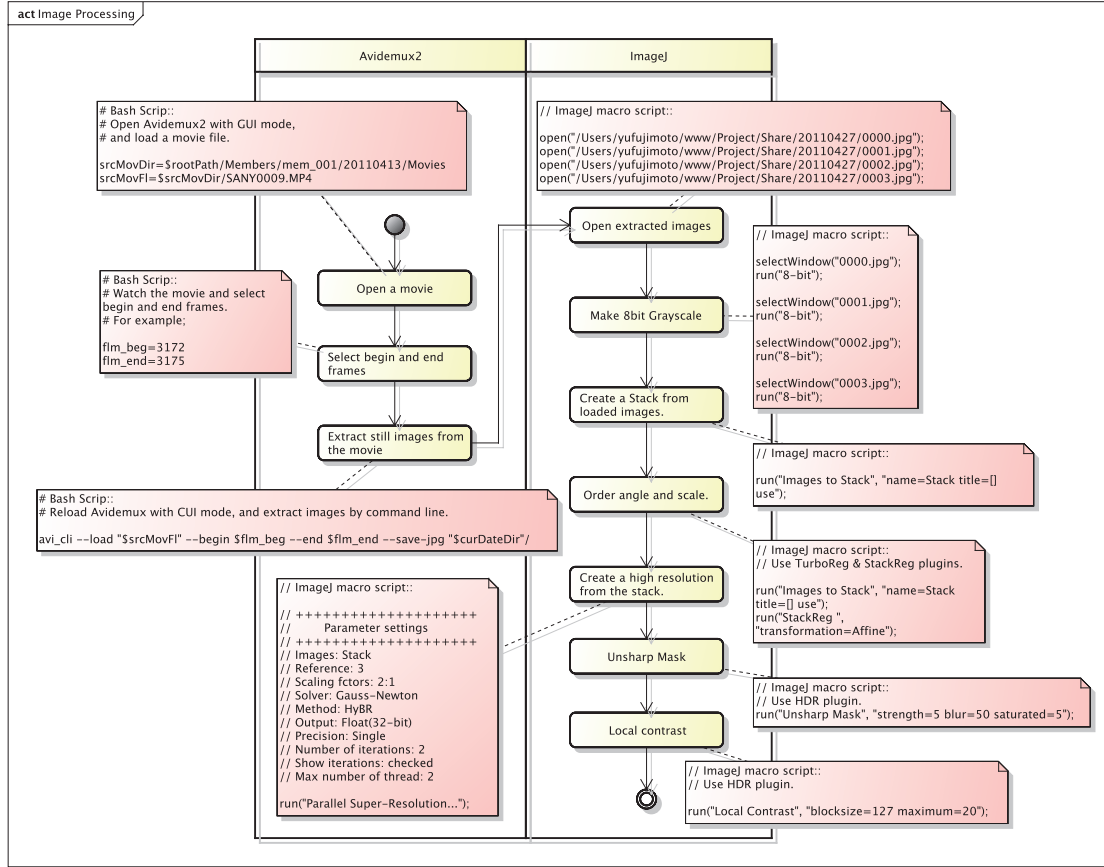 act Image Processing
Avidemux2
ImageJ
# Bash Scrip::
# Open Avidemux2 with GUI mode,
# and load a movie file.
srcMovDir=$rootPath/Members/mem_001/20110413/Movies
srcMovFl=$srcMovDir/SANY0009.MP4
// ImageJ macro script::
open("/Users/yufujimoto/www/Project/Share/20110427/0000.jpg");
open("/Users/yufujimoto/www/Project/Share/20110427/0001.jpg");
open("/Users/yufujimoto/www/Project/Share/20110427/0002.jpg");
open("/Users/yufujimoto/www/Project/Share/20110427/0003.jpg");
Open a movie
# Bash Scrip::
# Watch the movie and select
begin and end frames.
# For example;
flm_beg=3172
flm_end=3175
Select begin and end
frames
Extract still images from
the movie
# Bash Scrip::
# Reload Avidemux with CUI mode, and extract images by command line.
avi_cli --load "$srcMovFl" --begin $flm_beg --end $flm_end --save-jpg "$curDateDir"/
Open extracted images
// ImageJ macro script::
selectWindow("0000.jpg");
run("8-bit");
selectWindow("0001.jpg");
run("8-bit");
selectWindow("0002.jpg");
run("8-bit");
selectWindow("0003.jpg");
run("8-bit");
Make 8bit Grayscale
Create a Stack from
loaded images.
// ImageJ macro script::
run("Images to Stack", "name=Stack title=[]
use");
Order angle and scale.
// ImageJ macro script::
// Use TurboReg & StackReg plugins.
run("Images to Stack", "name=Stack
title=[] use");
run("StackReg ",
"transformation=Affine");
Create a high resolution
from the stack.
// ImageJ macro script::
// +++++++++++++++++++++
// Parameter settings
// +++++++++++++++++++++
// Images: Stack
// Reference: 3
// Scaling fctors: 2:1
// Solver: Gauss-Newton
// Method: HyBR
// Output: Float(32-bit)
// Precision: Single
// Number of iterations: 2
// Show iterations: checked
// Max number of thread: 2
run("Parallel Super-Resolution...");
Unsharp Mask
// ImageJ macro script::
// Use HDR plugin.
run("Unsharp Mask", "strength=5 blur=50 saturated=5");
Local contrast
// ImageJ macro script::
// Use HDR plugin.
run("Local Contrast", "blocksize=127 maximum=20");